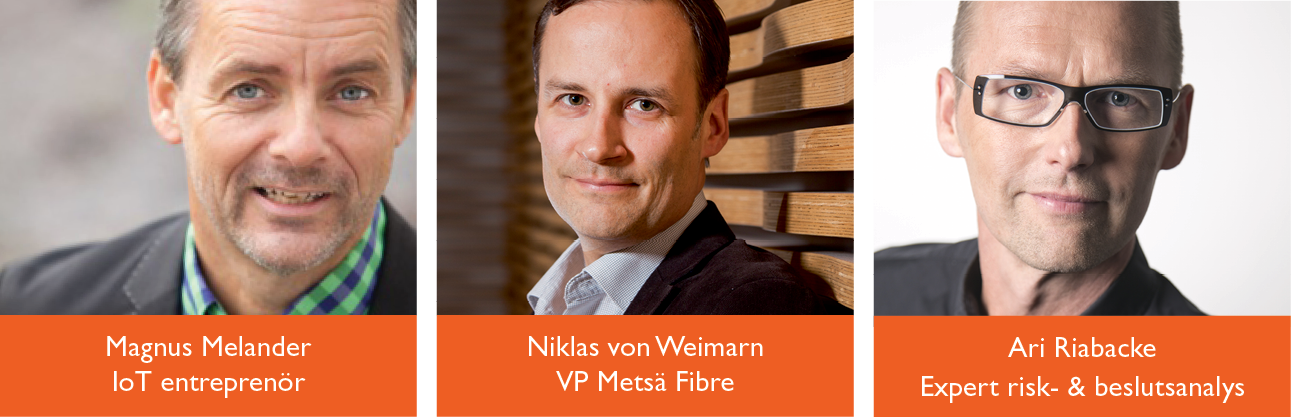 Magnus Melander
IoT entreprenör
Niklas von Weimarn
VP Metsä Fibre
Ari Riabacke
Expert risk- & beslutsanalys